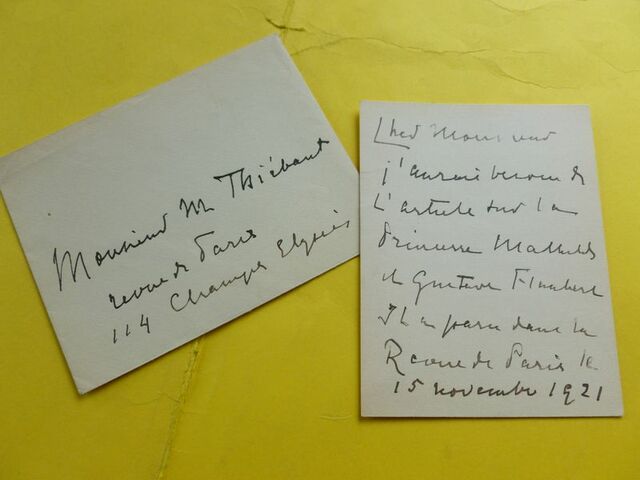 Monsieur M Thiébaut
revue de Paris
114 Champs Elysées
Cher Monsieur
j'aurais besoin de
L'article sur la
Princesse Mathilde
et Gustave Flaubert
Il a paru dans la
Revue de Paris le
15 novembre 1921